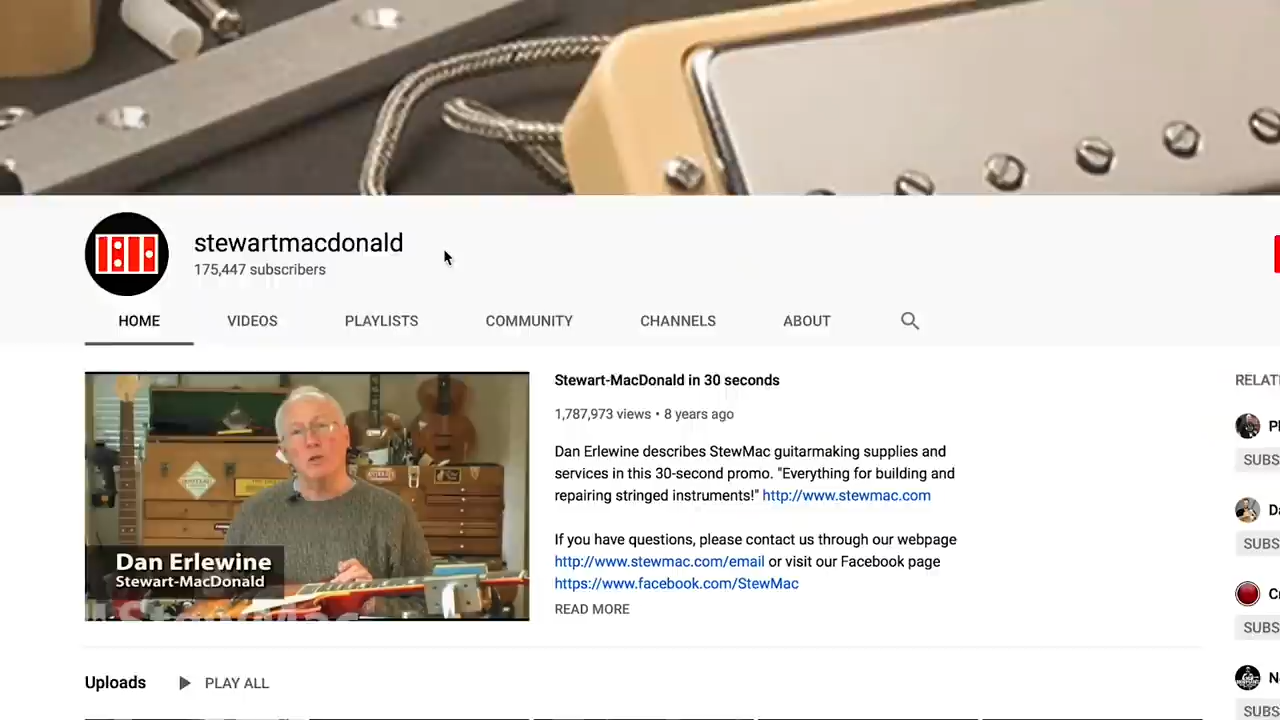 stewartmacdonald
175,447 subscribers
HOME VIDEOS PLAYLISTS COMMUNITY CHANNELS ABOUT
Stewart-MacDonald in 30 seconds
1,787,973 views • 8 years ago
Dan Erlewine describes StewMac guitarmaking supplies and
services in this 30-second promo. "Everything for building and
repairing stringed instruments!" http://www.stewmac.com
If you have questions, please contact us through our webpage
http://www.stewmac.com/email or visit our Facebook page
https://www.facebook.com/StewMac
READ MORE
Dan Erlewine
Stewart-MacDonald
StewMac
RELAT
SUBS
SUBS
SUBS
SUBS
Uploads PLAY ALL